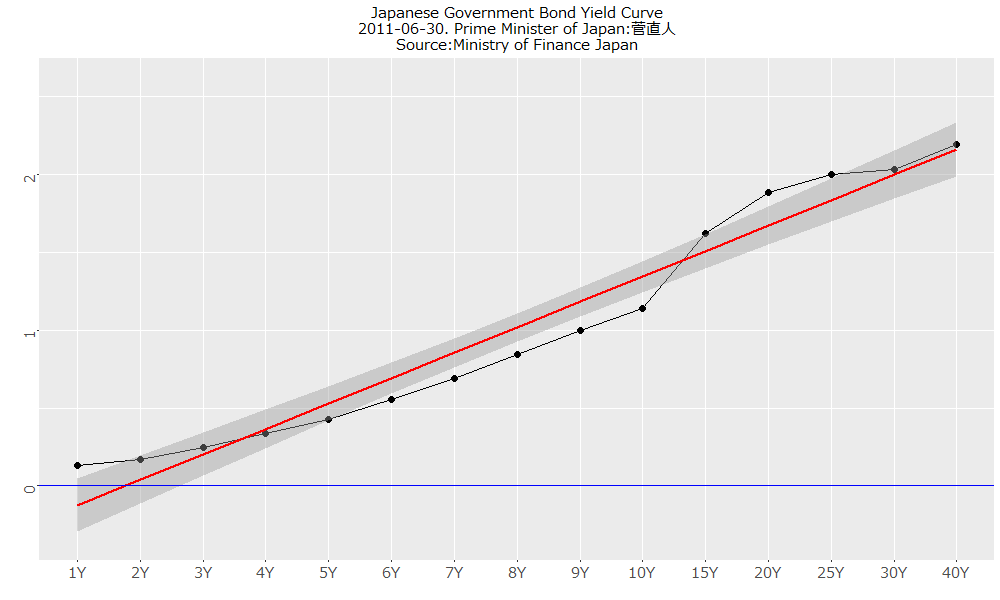 Japanese Government Bond Yield Curve
2011-06-30. Prime Minister of Japan:菅直人
Source:Ministry of Finance Japan
2
1
0
1Y 2Y 3Y 4Y 5Y 6Y 7Y 8Y 9Y 10Y 15Y 20Y 25Y 30Y 40Y